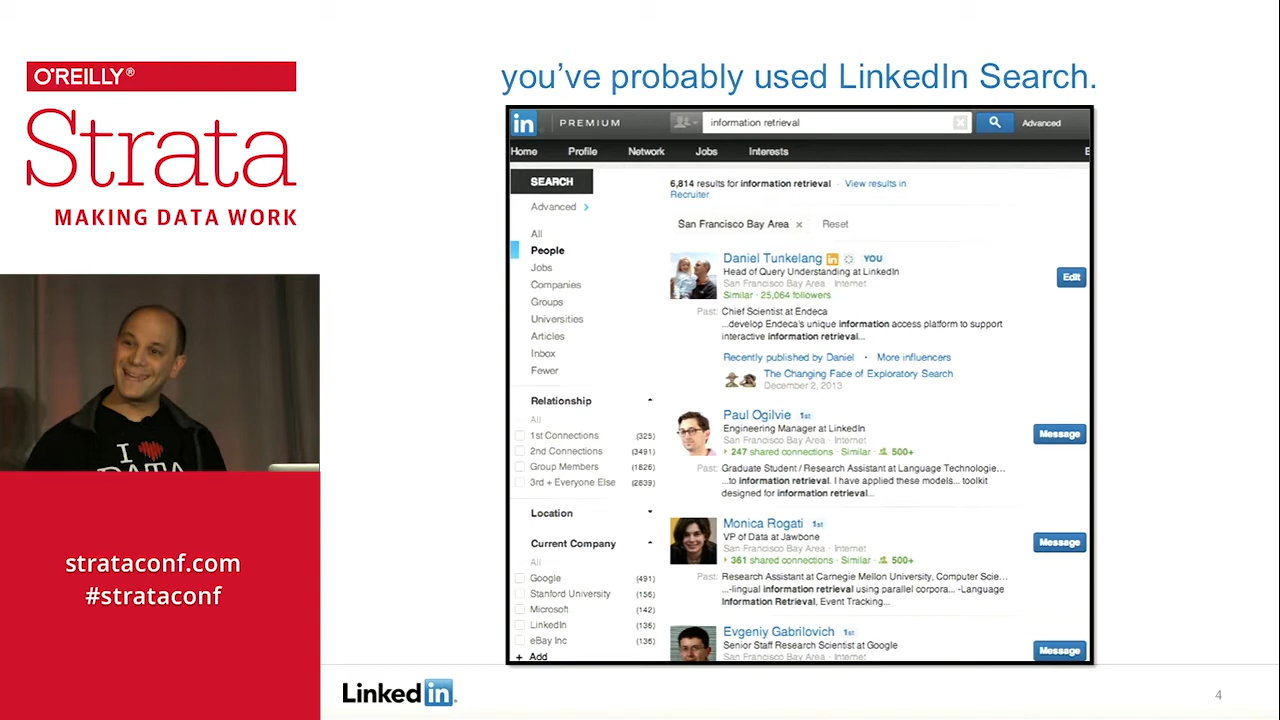 O'REILLY®
Strata
MAKING DATA WORK
I
DATA
strataconf.com
#strataconf
you've probably used LinkedIn Search.
in PREMIUM information retrieval Advanced
Home Profile Network Jobs Interests E
SEARCH
Advanced >
All
People
Jobs
Companies
Groups
Universities
Articles
Inbox
Fewer
Relationship
All
1st Connections (325)
2nd Connections (3491)
Group Members (1826)
3rd + Everyone Else (2839)
Location
Current Company
All
Google (491)
Stanford University (156)
Microsoft (142)
LinkedIn (136)
eBay Inc (136)
+ Add
6,814 results for information retrieval · View results in
Recruiter
San Francisco Bay Area × Reset
Daniel Tunkelang in YOU
Head of Query Understanding at LinkedIn
San Francisco Bay Area · Internet
Similar · 25,064 followers
Edit
Past: Chief Scientist at Endeca
...develop Endeca's unique information access platform to support
interactive information retrieval...
Recently published by Daniel • More influencers
The Changing Face of Exploratory Search
December 2, 2013
Paul Ogilvie 1st
Engineering Manager at LinkedIn
San Francisco Bay Area · Internet
247 shared connections · Similar · 500+
Message
Past: Graduate Student / Research Assistant at Language Technologie...
...to information retrieval. I have applied these models... toolkit
designed for information retrieval...
Monica Rogati 1st
VP of Data at Jawbone
San Francisco Bay Area · Internet
361 shared connections · Similar · 500+
Message
Past: Research Assistant at Carnegie Mellon University, Computer Scie...
...-lingual information retrieval using parallel corpora... -Language
Information Retrieval, Event Tracking...
Evgeniy Gabrilovich 1st
Senior Staff Research Scientist at Google
San Francisco Bay Area · Internet
Message
Linked in
4